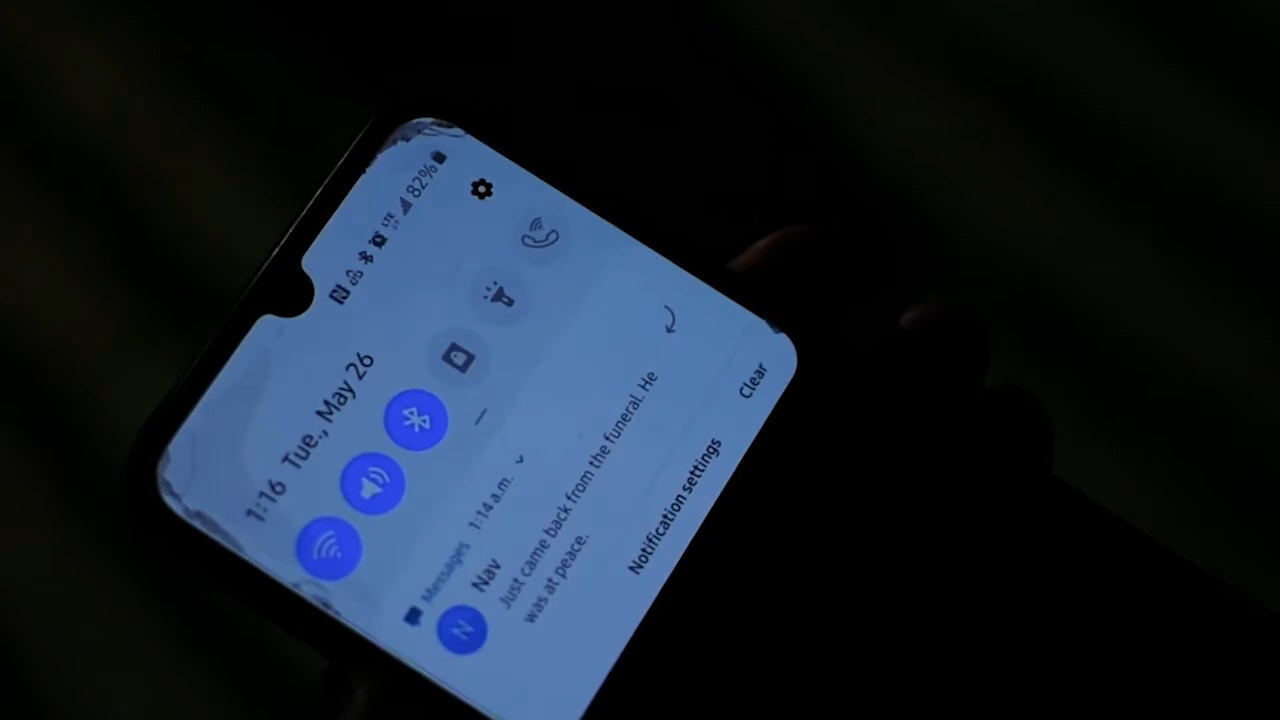 LTE 82%
1:16 Tue., May 26
Messages 1:14 a.m.
N
Nav
Just came back from the funeral. He
was at peace.
Notification settings Clear